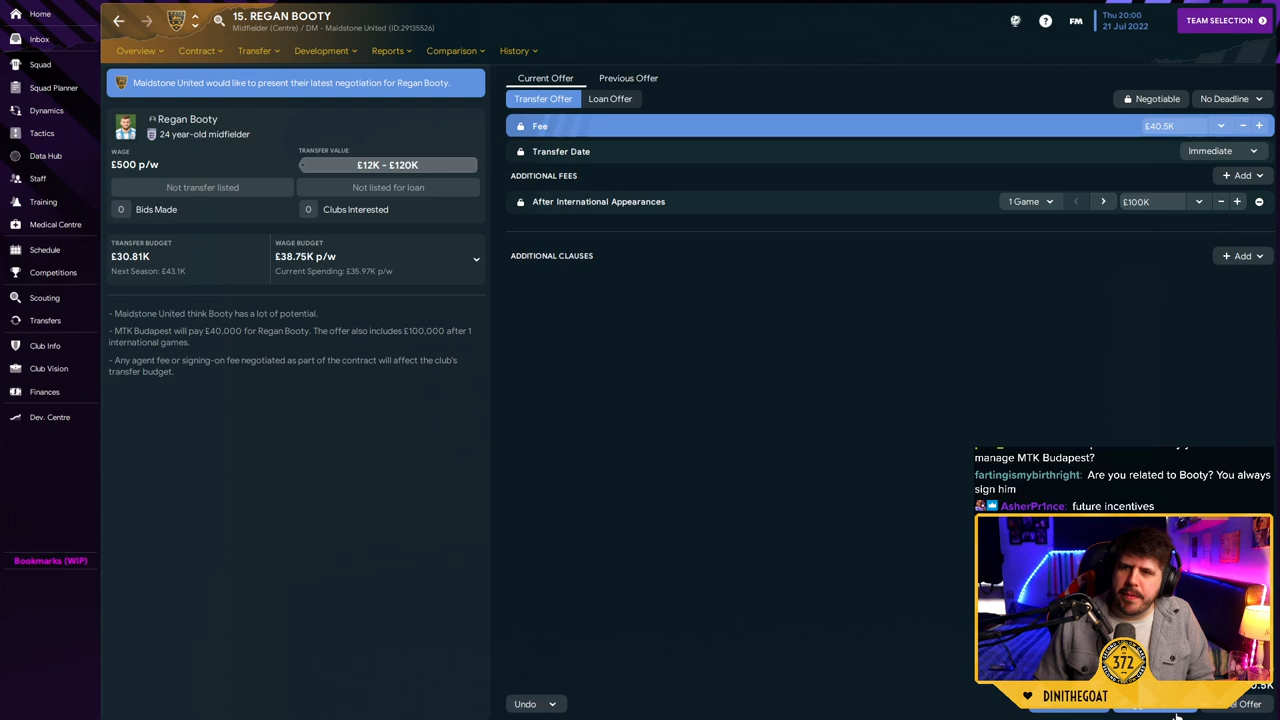 Home
Inbox
Squad
Squad Planner
Dynamics
Tactics
Data Hub
Staff
Training
Medical Centre
Schedule
Competitions
Scouting
Transfers
Club Info
Club Vision
Finances
Dev. Centre
Bookmarks (WIP)
15. REGAN BOOTY
Midfielder (Centre) / DM - Maidstone United (ID:29135526)
FM
Thu 20:00
21 Jul 2022
TEAM SELECTION
Overview
Contract
Transfer
Development
Reports
Comparison
History
Maidstone United would like to present their latest negotiation for Regan Booty.
Regan Booty
24 year-old midfielder
WAGE
£500 p/w
TRANSFER VALUE
£12K - £120K
Not transfer listed
Not listed for loan
0 Bids Made
0 Clubs Interested
TRANSFER BUDGET
£30.81K
Next Season: £43.1K
WAGE BUDGET
£38.75K p/w
Current Spending: £35.97K p/w
- Maidstone United think Booty has a lot of potential.
- MTK Budapest will pay £40,000 for Regan Booty. The offer also includes £100,000 after 1
international games.
- Any agent fee or signing-on fee negotiated as part of the contract will affect the club's
transfer budget.
Current Offer
Previous Offer
Transfer Offer
Loan Offer
Negotiable
No Deadline
Fee
£40.5K
Transfer Date
Immediate
ADDITIONAL FEES
Add
After International Appearances
1 Game
£100K
ADDITIONAL CLAUSES
Add
manage MTK Budapest?
fartingismybirthright: Are you related to Booty? You always
sign him
AsherPr1nce: future incentives
372
DINITHEGOAT
Undo
Offer